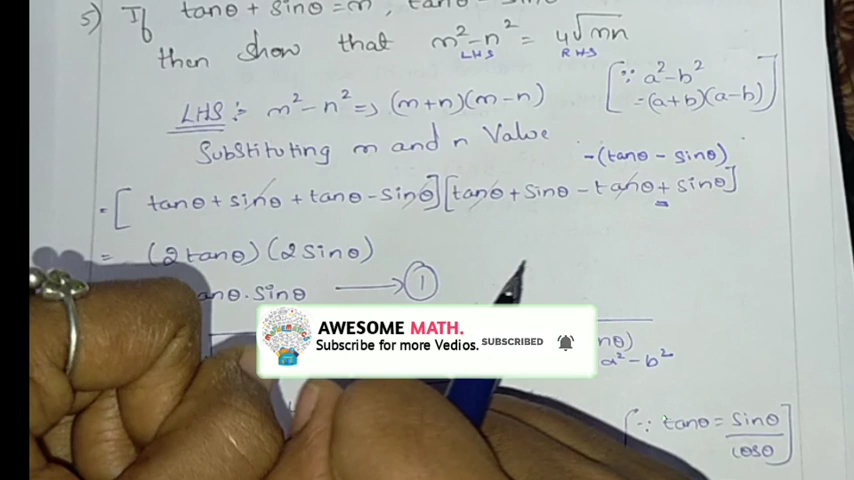 5) If tanθ + sinθ = m,
then show that m² - n² = 4√mn
LHS RHS
[∵ a² - b²
= (a+b)(a-b)]
LHS :- m² - n² => (m+n)(m-n)
Substituting m and n Value
-(tanθ - sinθ)
= [tanθ + sinθ + tanθ - sinθ][tanθ + sinθ - tanθ + sinθ]
= (2tanθ)(2sinθ)
anθ.sinθ → ①
nθ)
a² - b²
AWESOME MATH.
Subscribe for more Vedios. SUBSCRIBED
[∵ tanθ = sinθ/cosθ]